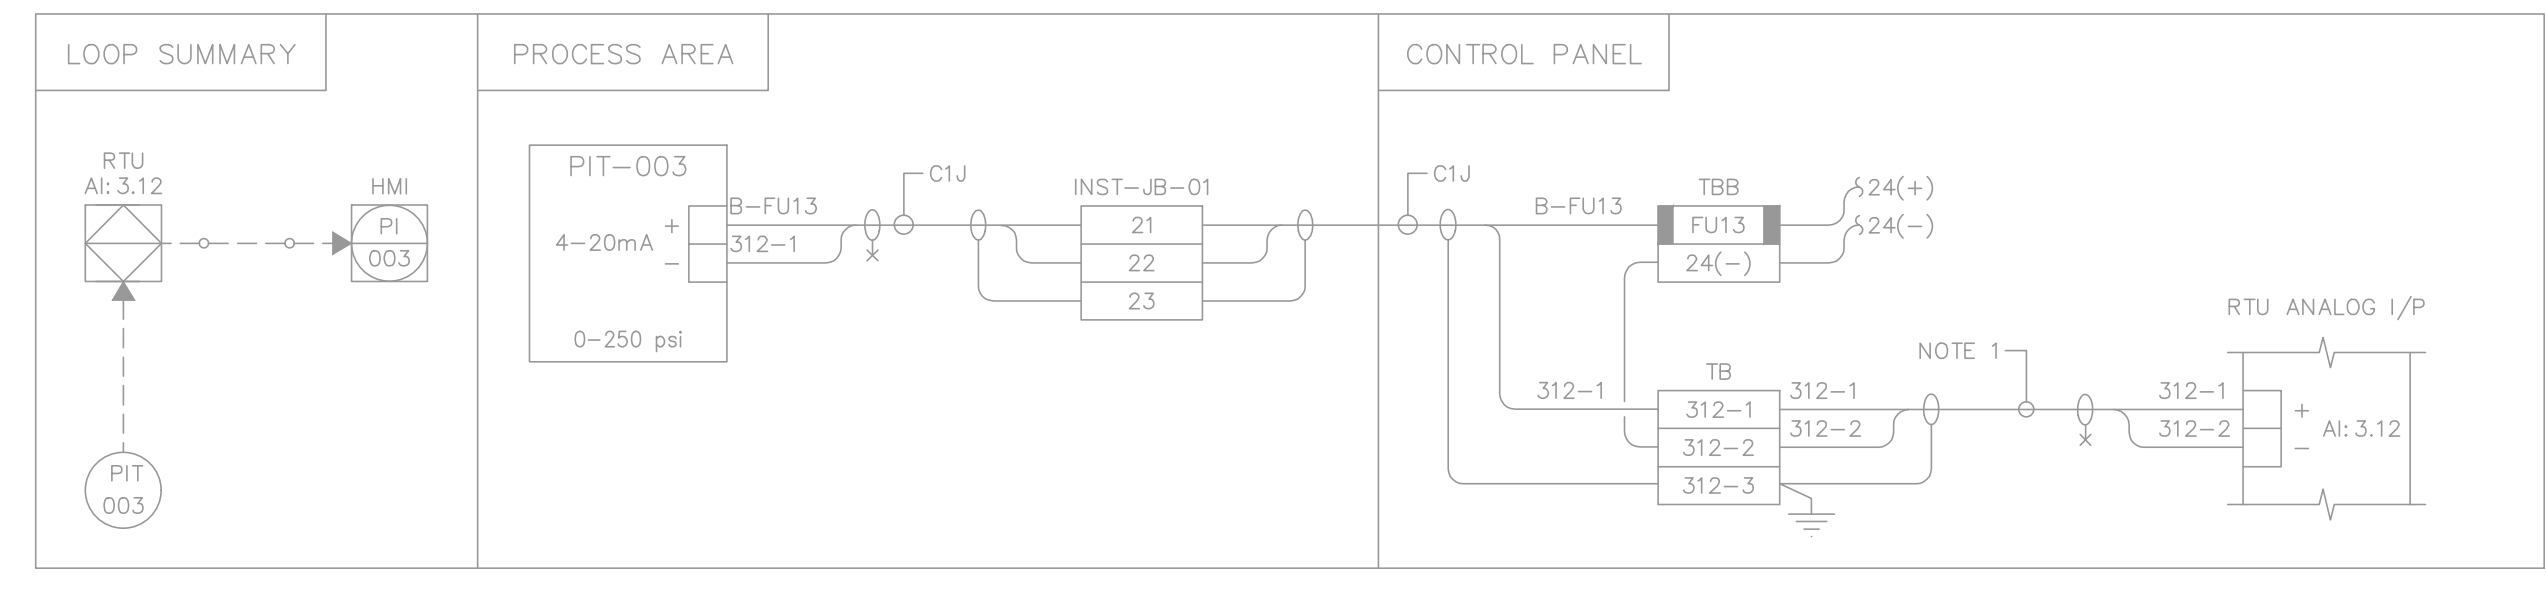 LOOP SUMMARY
RTU
AI: 3.12
HMI
PI
003
PIT
003
PROCESS AREA
PIT-003
4-20mA
+
-
0-250 psi
B-FU13
312-1
C1J
INST-JB-01
21
22
23
CONTROL PANEL
C1J
B-FU13
TBB
FU13
24(-)
24(+)
24(-)
312-1
TB
312-1
312-2
312-3
312-1
312-2
NOTE 1
312-1
312-2
RTU ANALOG I/P
+
-
AI: 3.12